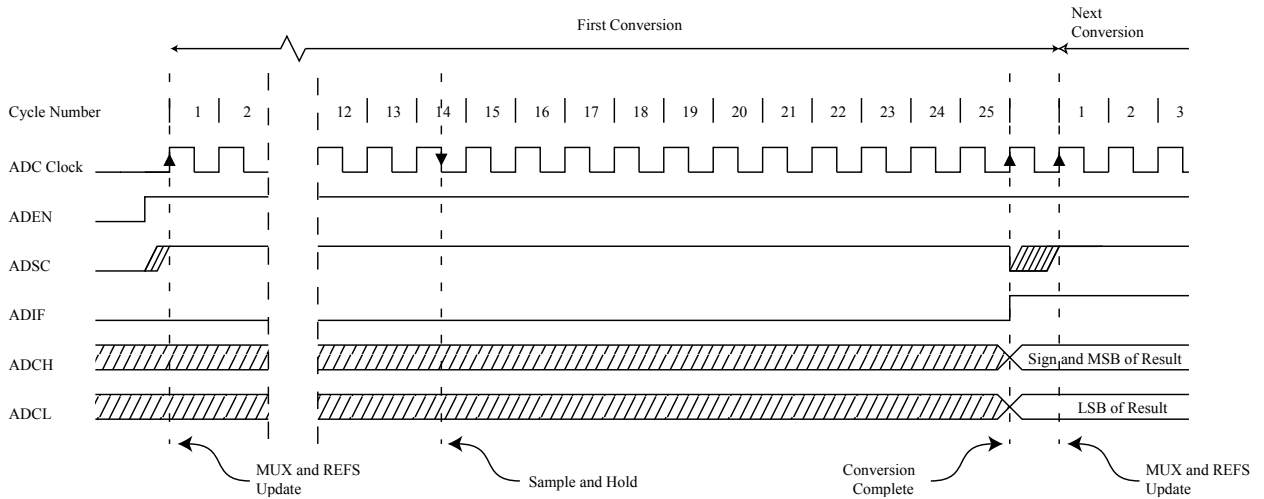 First Conversion
Next
Conversion
Cycle Number 1 2 12 13 14 15 16 17 18 19 20 21 22 23 24 25 1 2 3
ADC Clock
ADEN
ADSC
ADIF
ADCH Sign and MSB of Result
ADCL LSB of Result
MUX and REFS
Update
Sample and Hold
Conversion
Complete
MUX and REFS
Update